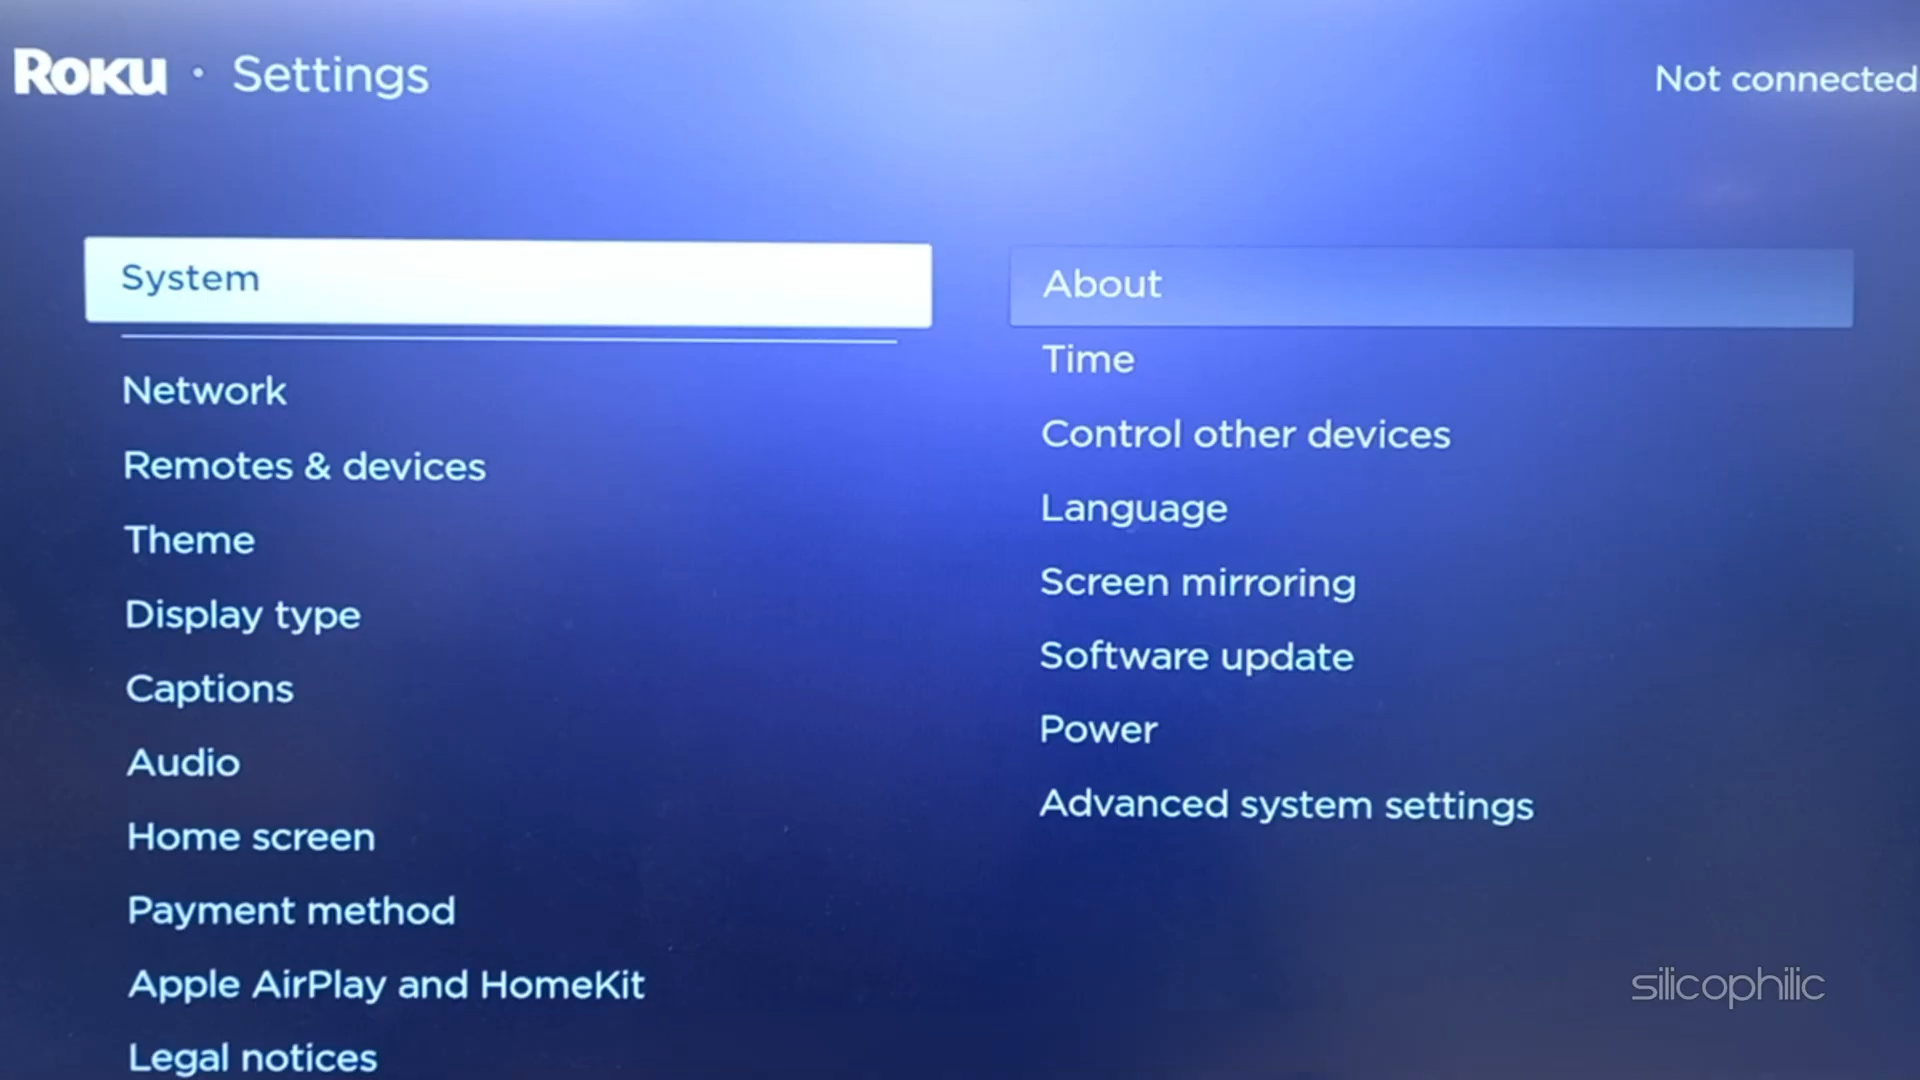 Roku · Settings
Not connected
System
Network
Remotes & devices
Theme
Display type
Captions
Audio
Home screen
Payment method
Apple AirPlay and HomeKit
Legal notices
About
Time
Control other devices
Language
Screen mirroring
Software update
Power
Advanced system settings
silicophilic